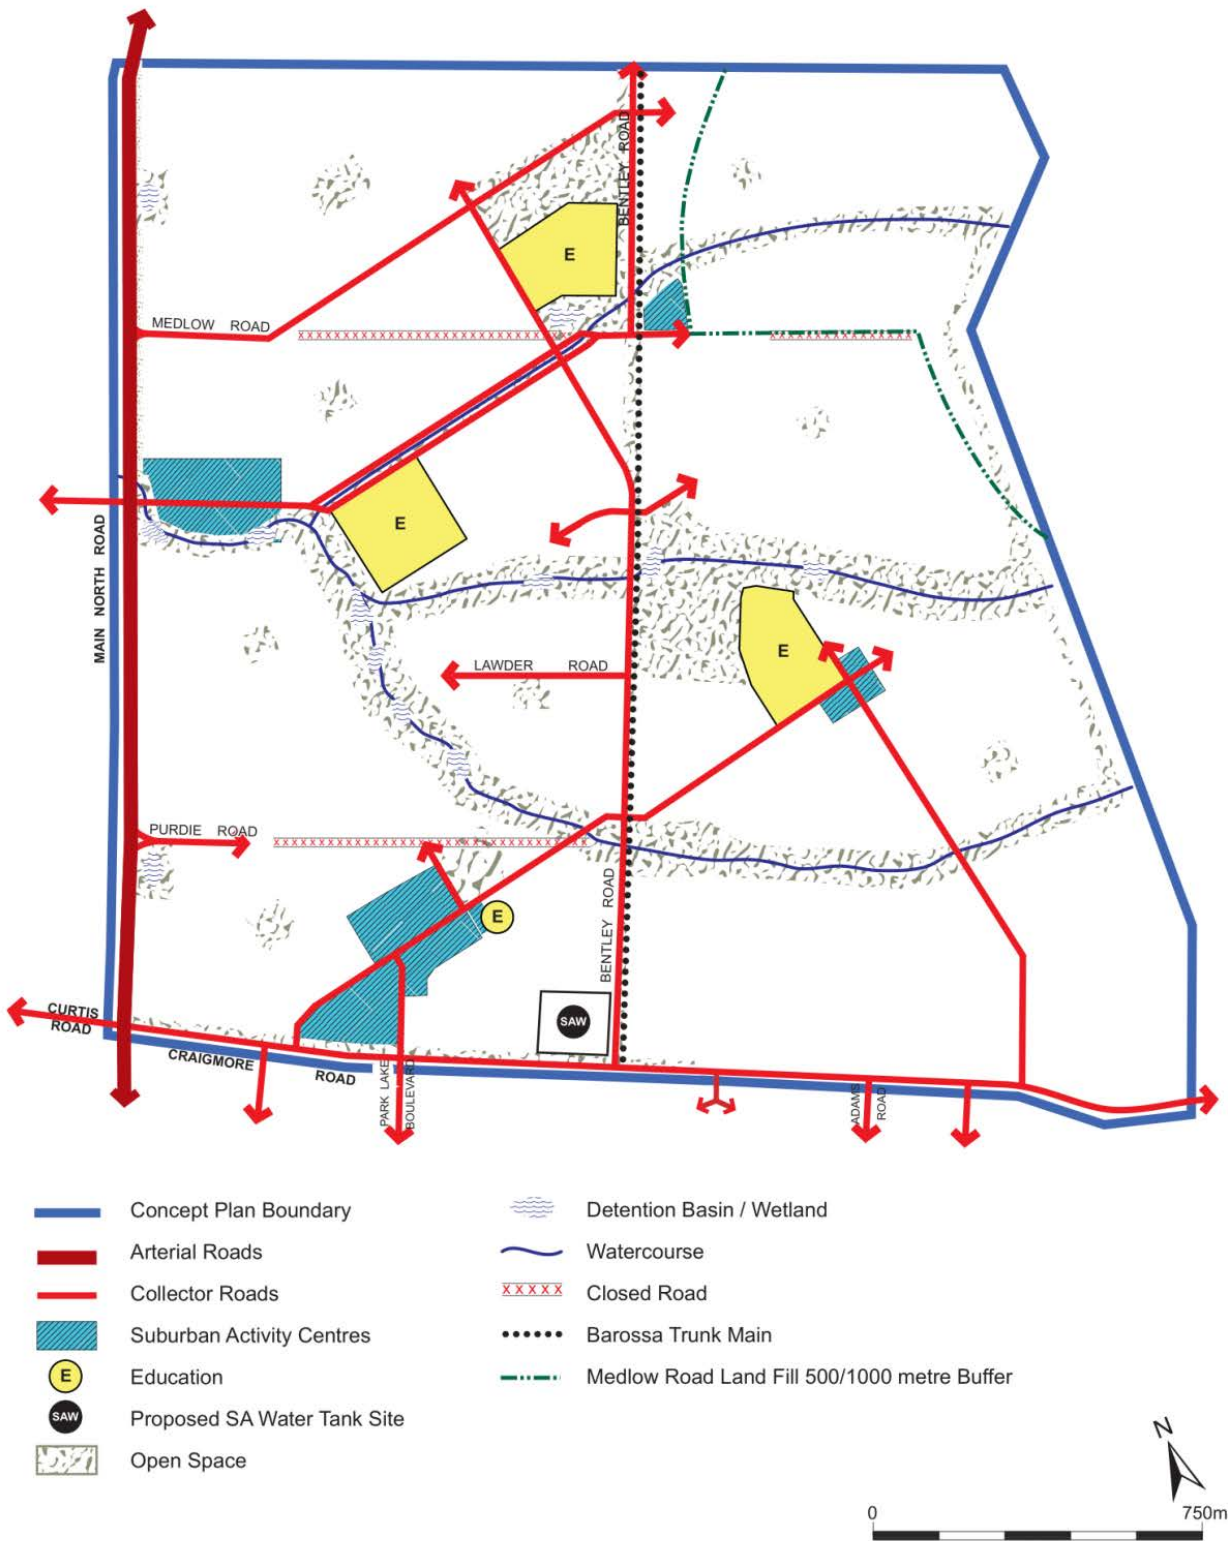 BENTLEY ROAD
E
MEDLOW ROAD
E
MAIN NORTH ROAD
E
LAWDER ROAD
PURDIE ROAD
E
BENTLEY ROAD
SAW
CURTIS
ROAD
CRAIGMORE
ROAD
PARK LAKE
BOULEVARD
ADAMS
ROAD
Concept Plan Boundary
Arterial Roads
Collector Roads
Suburban Activity Centres
E
Education
SAW
Proposed SA Water Tank Site
Open Space
Detention Basin / Wetland
Watercourse
X X X X X
Closed Road
Barossa Trunk Main
Medlow Road Land Fill 500/1000 metre Buffer
N
0 750m